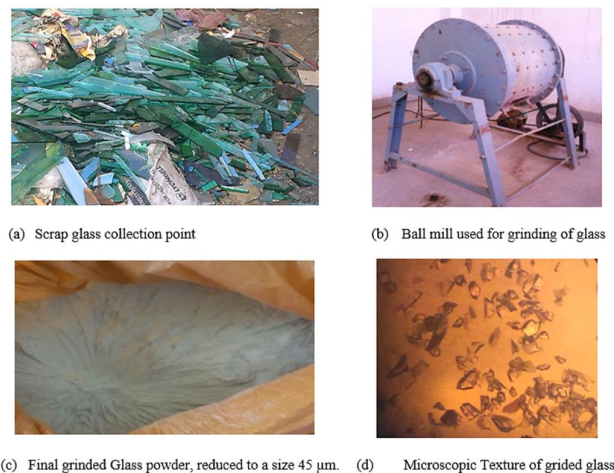 (a) Scrap glass collection point
(b) Ball mill used for grinding of glass
(c) Final grinded Glass powder, reduced to a size 45 μm.
(d) Microscopic Texture of grided glass